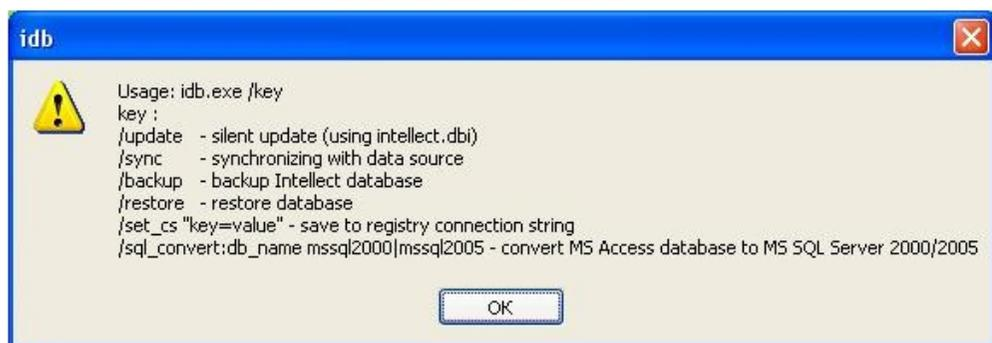 idb
Usage: idb.exe /key
key :
/update - silent update (using intellect.dbi)
/sync - synchronizing with data source
/backup - backup Intellect database
/restore - restore database
/set_cs "key=value" - save to registry connection string
/sql_convert:db_name mssql2000|mssql2005 - convert MS Access database to MS SQL Server 2000/2005
OK